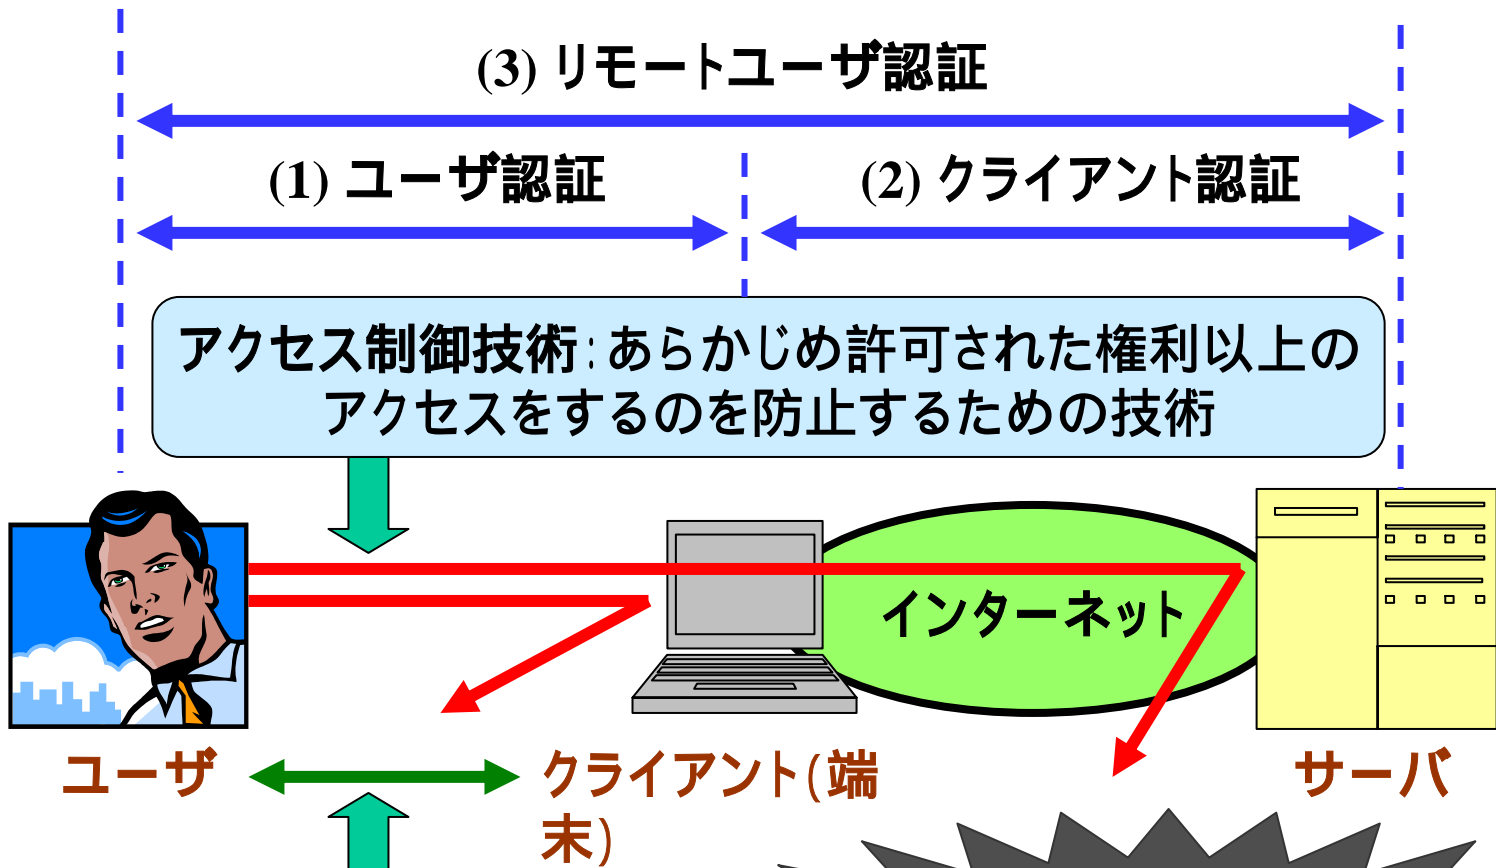 (3) リモートユーザ認証
(1) ユーザ認証
(2) クライアント認証
アクセス制御技術:あらかじめ許可された権利以上の
アクセスをするのを防止するための技術
インターネット
ユーザ
クライアント(端
末)
サーバ